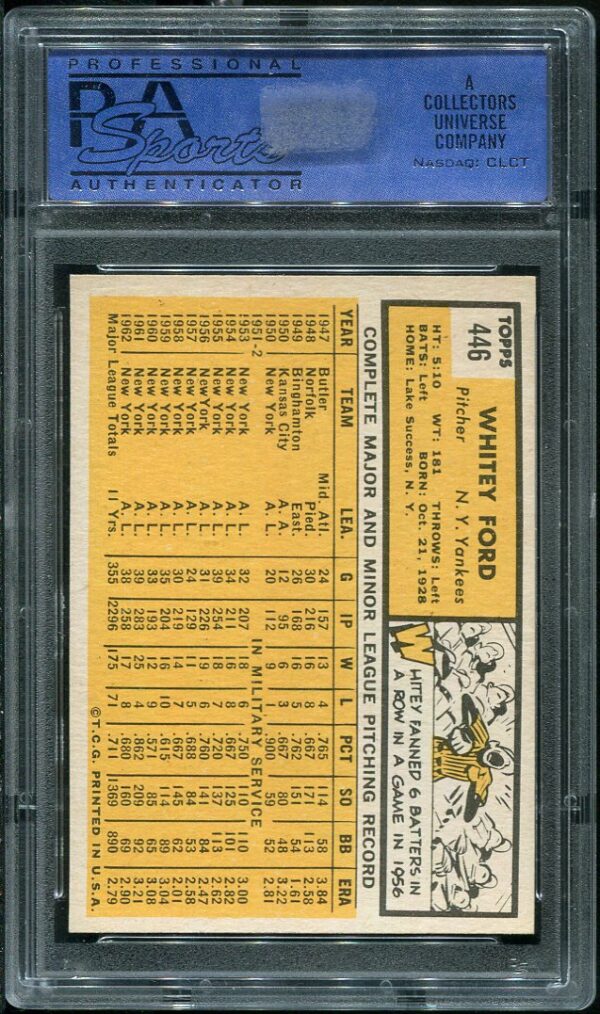 PROFESSIONAL
PSA
Sports
AUTHENTICATOR
A
COLLECTORS
UNIVERSE
COMPANY
NASDAQ: CLCT
TOPPS
446
WHITEY FORD
Pitcher N. Y. Yankees
HT: 5:10 WT: 181 THROWS: Left
BATS: Left BORN: Oct. 21, 1928
HOME: Lake Success, N. Y.
WHITEY FANNED 6 BATTERS IN
A ROW IN A GAME IN 1956
COMPLETE MAJOR AND MINOR LEAGUE PITCHING RECORD
YEAR TEAM LEA. G IP W L PCT SO BB ERA
1947 Butler Mid. Atl. 24 157 13 4 .765 114 58 3.84
1948 Norfolk Pied. 30 216 16 8 .667 171 113 2.58
1949 Binghamton East. 26 168 16 5 .762 151 54 1.61
1950 Kansas City A. A. 12 95 6 3 .667 80 48 3.22
1950 New York A. L. 20 112 9 1 .900 59 52 2.81
1951-2 IN MILITARY SERVICE
1953 New York A. L. 32 207 18 6 .750 110 110 3.00
1954 New York A. L. 34 211 16 8 .667 125 101 2.82
1955 New York A. L. 39 254 18 7 .720 137 113 2.62
1956 New York A. L. 31 226 19 6 .760 141 84 2.47
1957 New York A. L. 24 129 11 5 .688 84 53 2.58
1958 New York A. L. 30 219 14 7 .667 145 62 2.01
1959 New York A. L. 35 204 16 10 .615 114 89 3.04
1960 New York A. L. 33 193 12 9 .571 85 65 3.08
1961 New York A. L. 39 283 25 4 .862 209 92 3.21
1962 New York A. L. 38 258 17 8 .680 160 69 2.90
Major League Totals 11 Yrs. 355 2296 175 71 .711 1369 890 2.79
©T.C.G. PRINTED IN U.S.A.